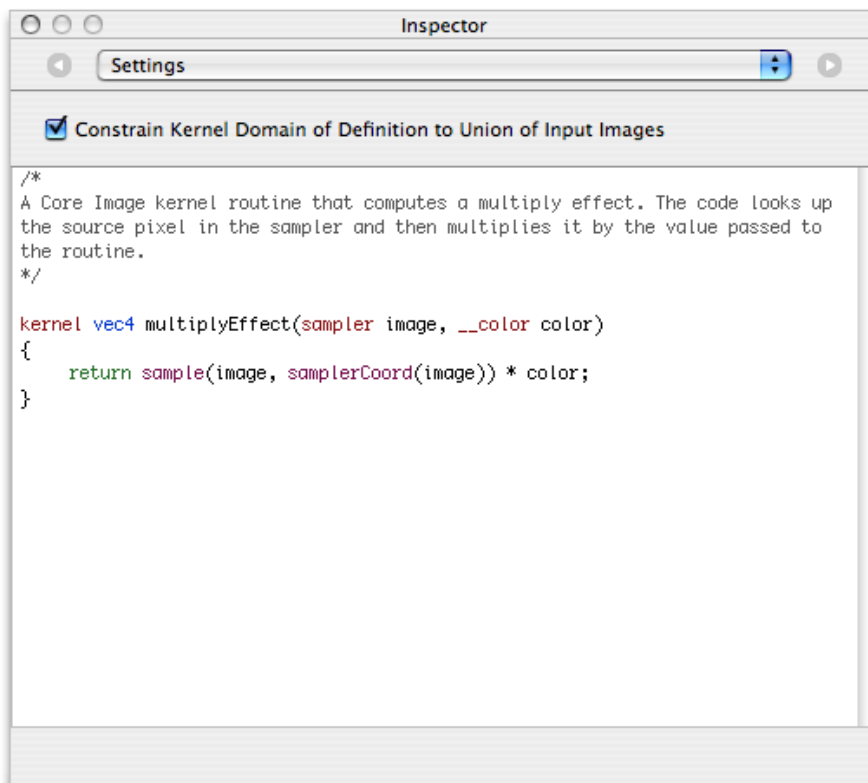 Inspector
Settings
Constrain Kernel Domain of Definition to Union of Input Images
/*
A Core Image kernel routine that computes a multiply effect. The code looks up
the source pixel in the sampler and then multiplies it by the value passed to
the routine.
*/
kernel vec4 multiplyEffect(sampler image, __color color)
{
return sample(image, samplerCoord(image)) * color;
}